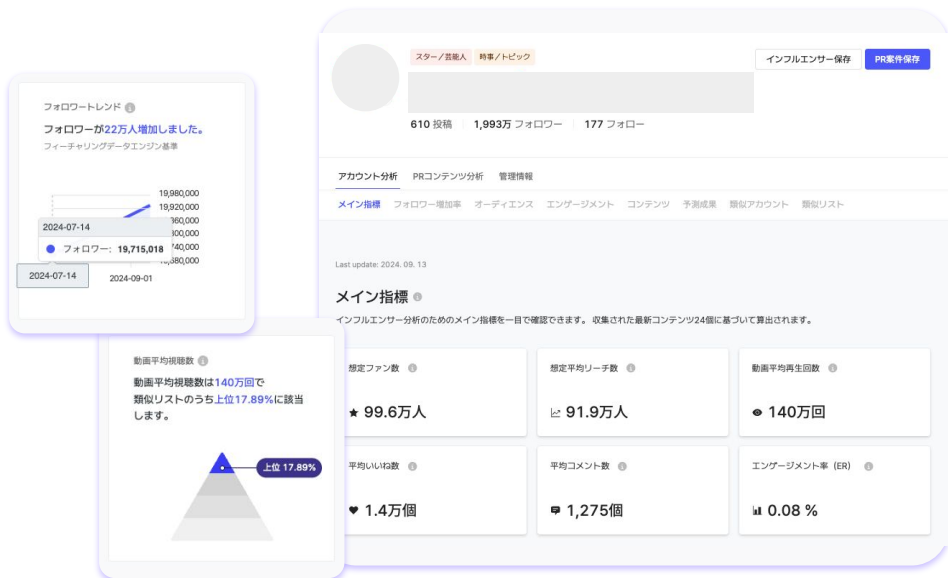 スター/芸能人 時事/トピック
インフルエンサー保存 PR案件保存
610 投稿 1,993万 フォロワー 177 フォロー
アカウント分析 PRコンテンツ分析 管理情報
メイン指標 フォロワー増加率 オーディエンス エンゲージメント コンテンツ 予測成果 類似アカウント 類似リスト
Last update: 2024. 09. 13
メイン指標
インフルエンサー分析のためのメイン指標を一目で確認できます。 収集された最新コンテンツ24個に基づいて算出されます。
想定ファン数
99.6万人
想定平均リーチ数
91.9万人
動画平均再生回数
140万回
平均いいね数
1.4万個
平均コメント数
1,275個
エンゲージメント率 (ER)
0.08 %
フォロワートレンド
フォロワーが22万人増加しました。
フィーチャリングデータエンジン基準
19,980,000
19,920,000
2024-07-14
フォロワー: 19,715,018
2024-07-14
2024-09-01
動画平均視聴数
動画平均視聴数は140万回で
類似リストのうち上位17.89%に該当
します。
上位 17.89%